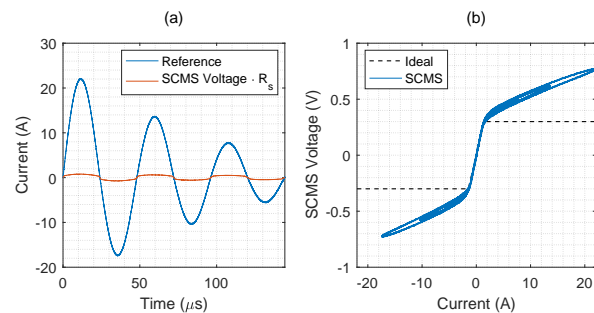 (a)
30
20
10
0
-10
-20
Current (A)
0
50
100
Time (μs)
Reference
SCMS Voltage · R_s
(b)
1
0.5
0
-0.5
-1
SCMS Voltage (V)
-20
-10
0
10
20
Current (A)
Ideal
SCMS